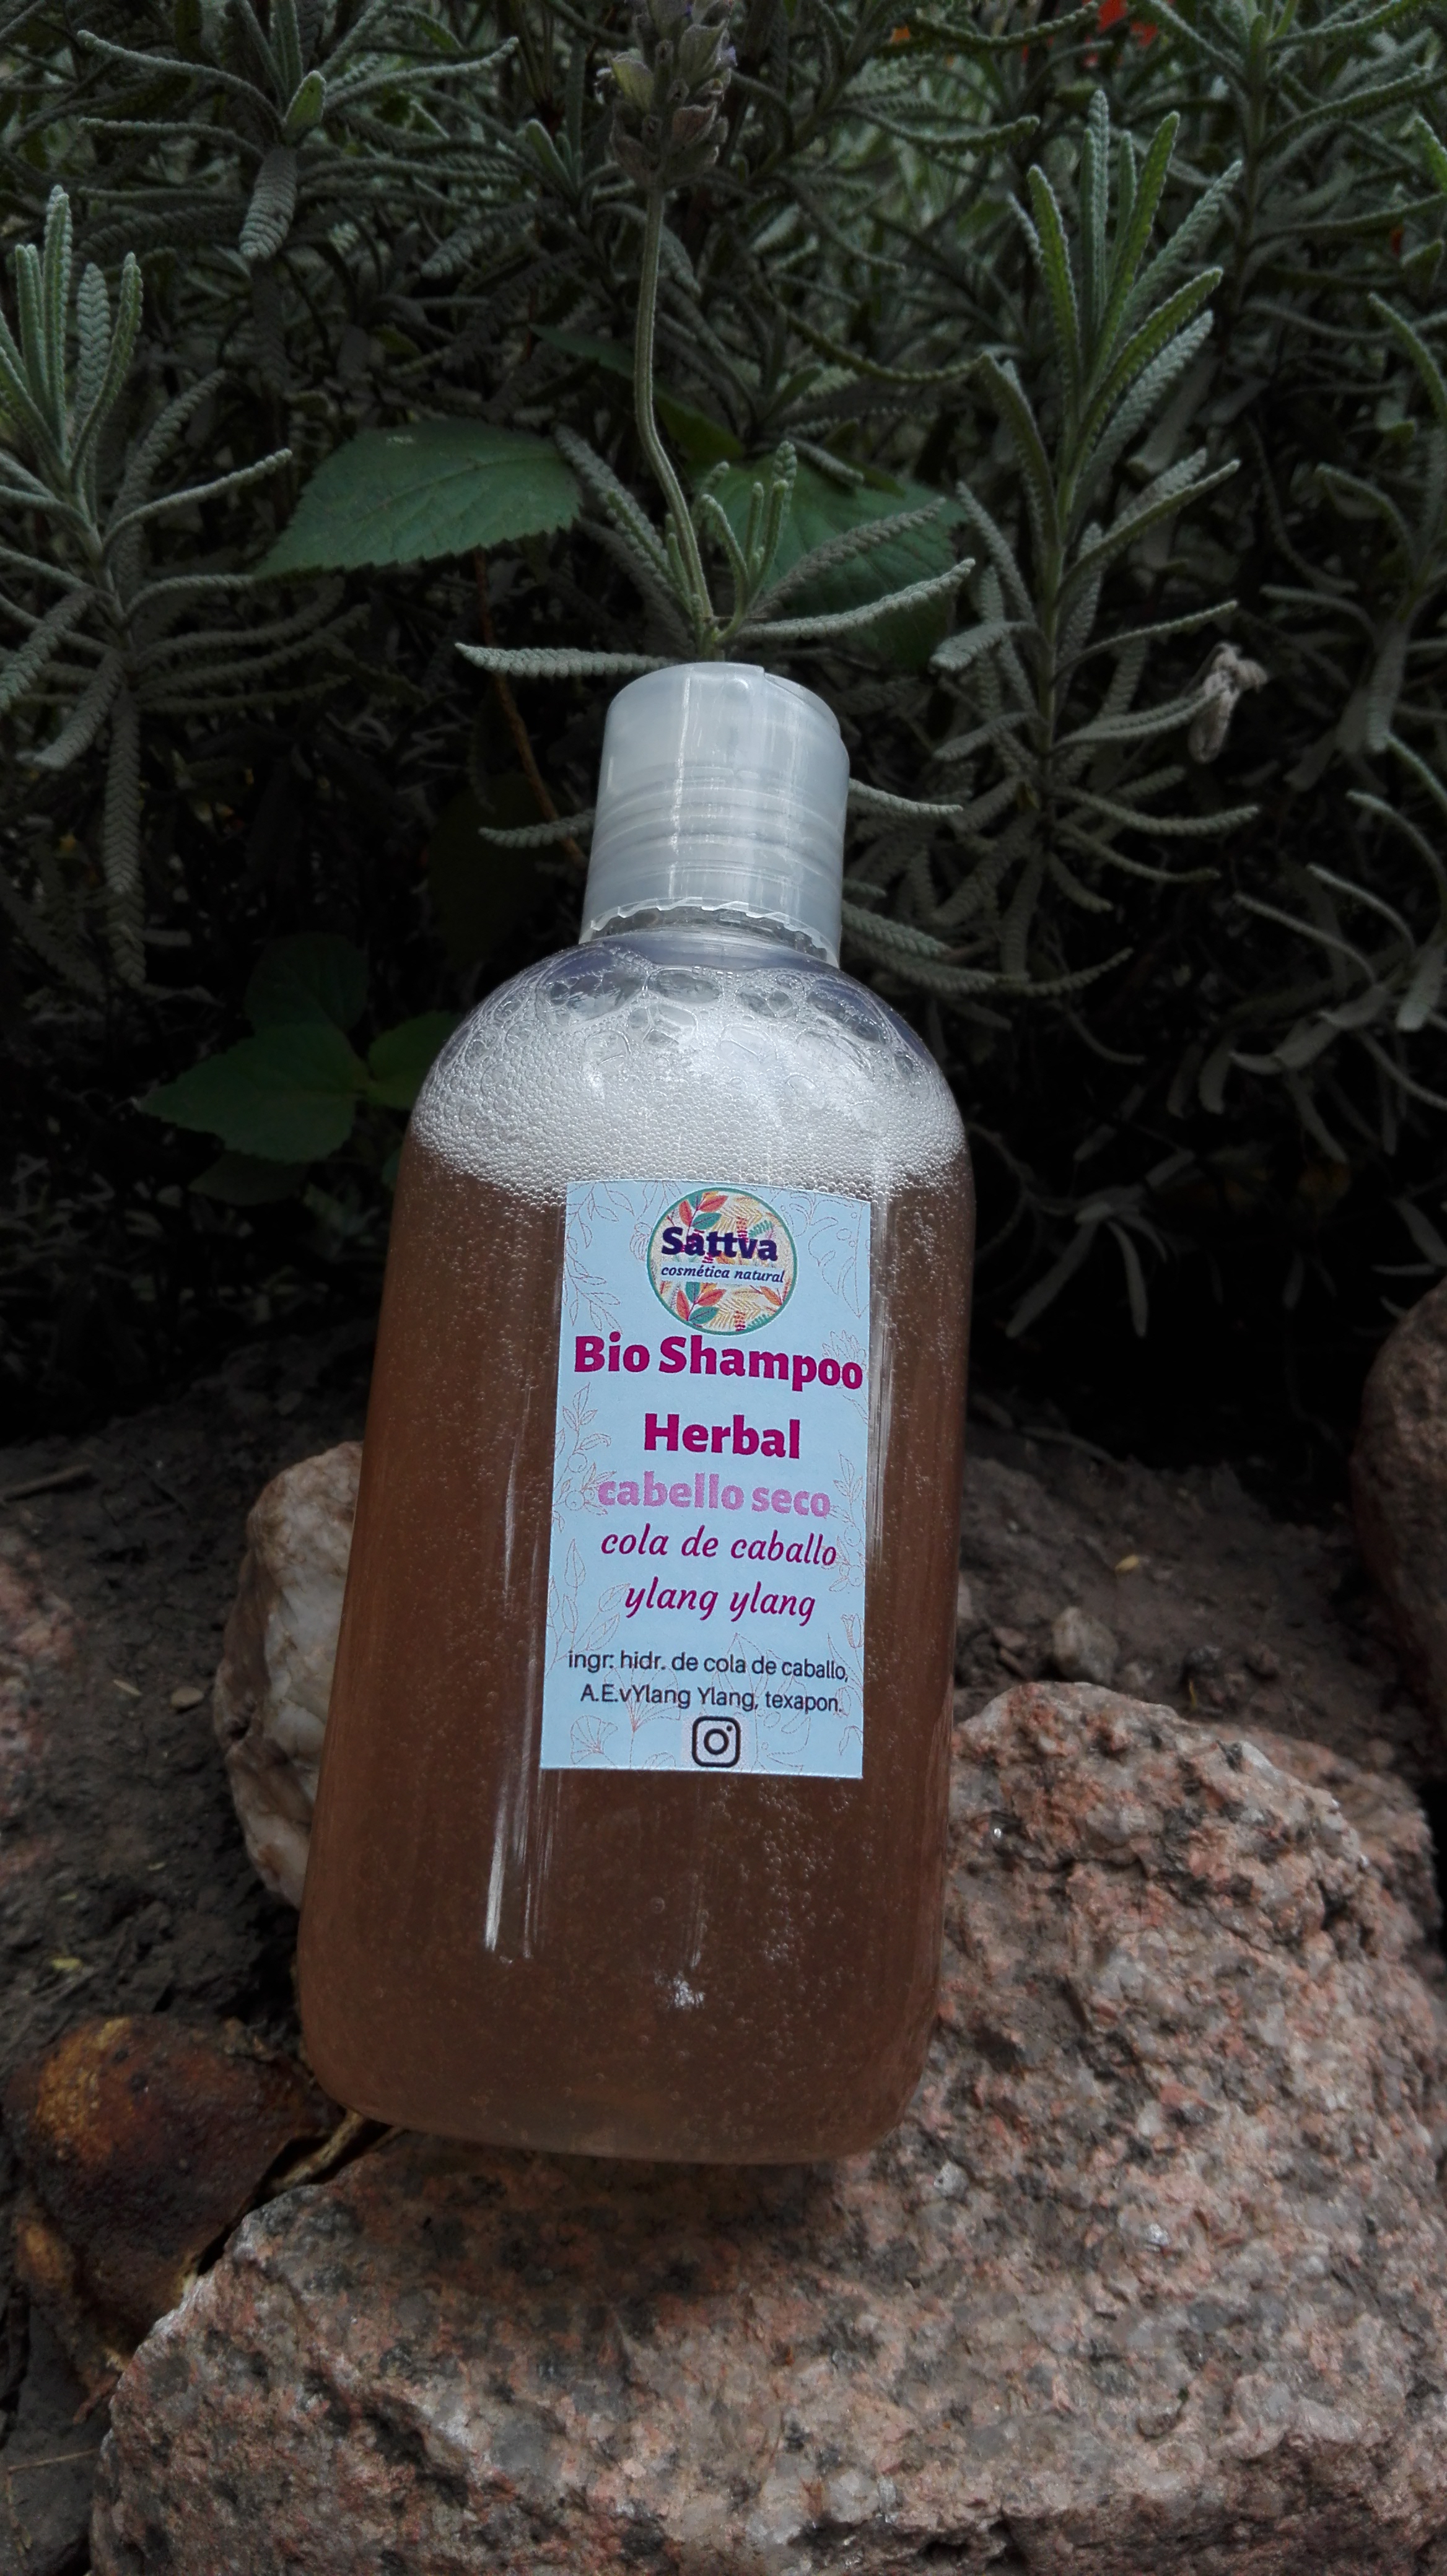 Sattva
cosmética natural
Bio Shampoo
Herbal
cabello seco
cola de caballo
ylang ylang
ingr: hidr. de cola de caballo,
A.E.vYlang Ylang, texapon.